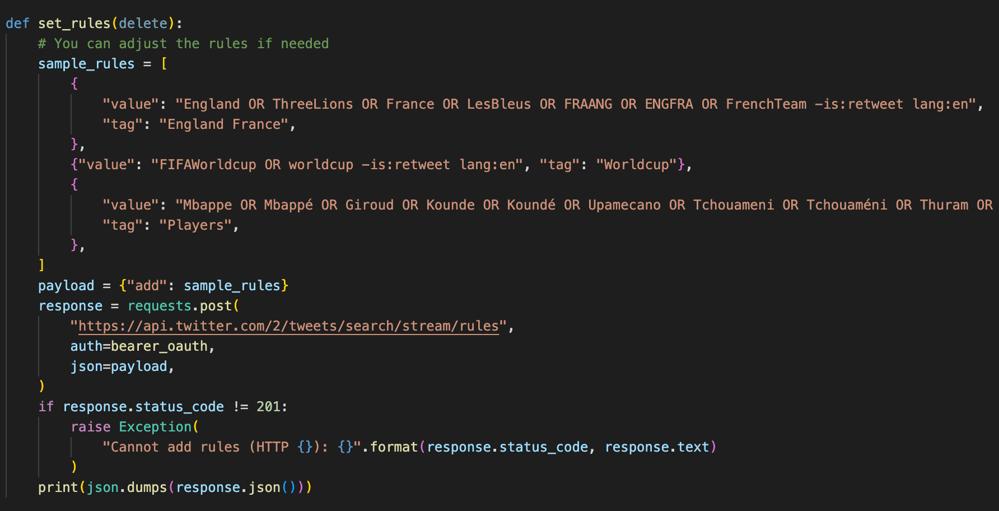 def set_rules(delete):
    # You can adjust the rules if needed
    sample_rules = [
        {
            "value": "England OR ThreeLions OR France OR LesBleus OR FRAANG OR ENGFRA OR FrenchTeam -is:retweet lang:en",
            "tag": "England France",
        },
        {"value": "FIFAWorldcup OR worldcup -is:retweet lang:en", "tag": "Worldcup"},
        {
            "value": "Mbappe OR Mbappé OR Giroud OR Kounde OR Koundé OR Upamecano OR Tchouameni OR Tchouaméni OR Thuram OR
            "tag": "Players",
        },
    ]
    payload = {"add": sample_rules}
    response = requests.post(
        "https://api.twitter.com/2/tweets/search/stream/rules",
        auth=bearer_oauth,
        json=payload,
    )
    if response.status_code != 201:
        raise Exception(
            "Cannot add rules (HTTP {}): {}".format(response.status_code, response.text)
        )
    print(json.dumps(response.json()))